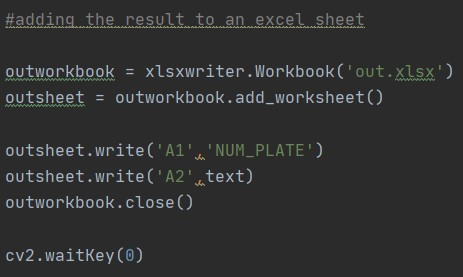 #adding the result to an excel sheet
outworkbook = xlsxwriter.Workbook('out.xlsx')
outsheet = outworkbook.add_worksheet()
outsheet.write('A1','NUM_PLATE')
outsheet.write('A2',text)
outworkbook.close()
cv2.waitKey(0)